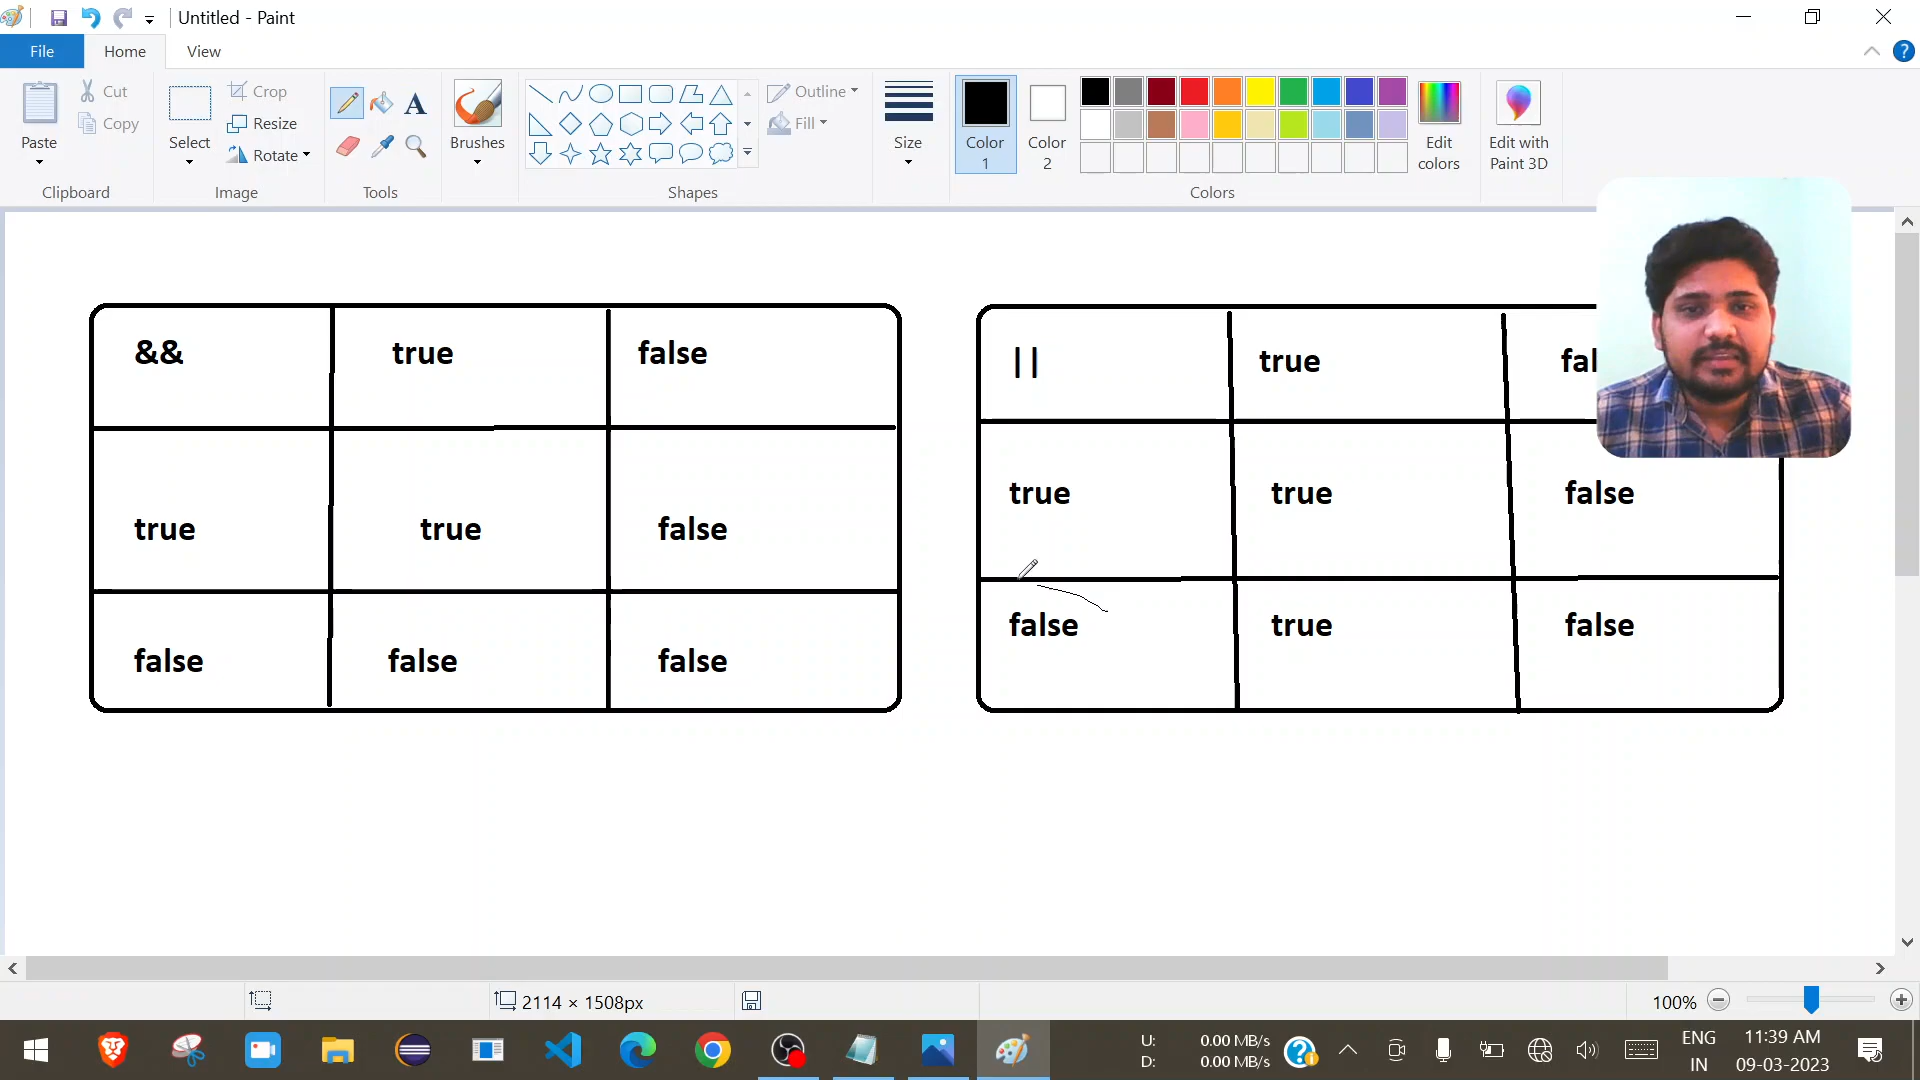 Untitled - Paint
File
Home
View
Paste
Cut
Copy
Clipboard
Select
Crop
Resize
Rotate
Image
A
Tools
Brushes
Outline
Fill
Shapes
Size
Color
1
Color
2
Edit
colors
Edit with
Paint 3D
Colors
&& true false
true true false
false false false
|| true fal
true true false
false true false
2114 × 1508px
100%
U: 0.00 MB/s
D: 0.00 MB/s
ENG
IN
11:39 AM
09-03-2023